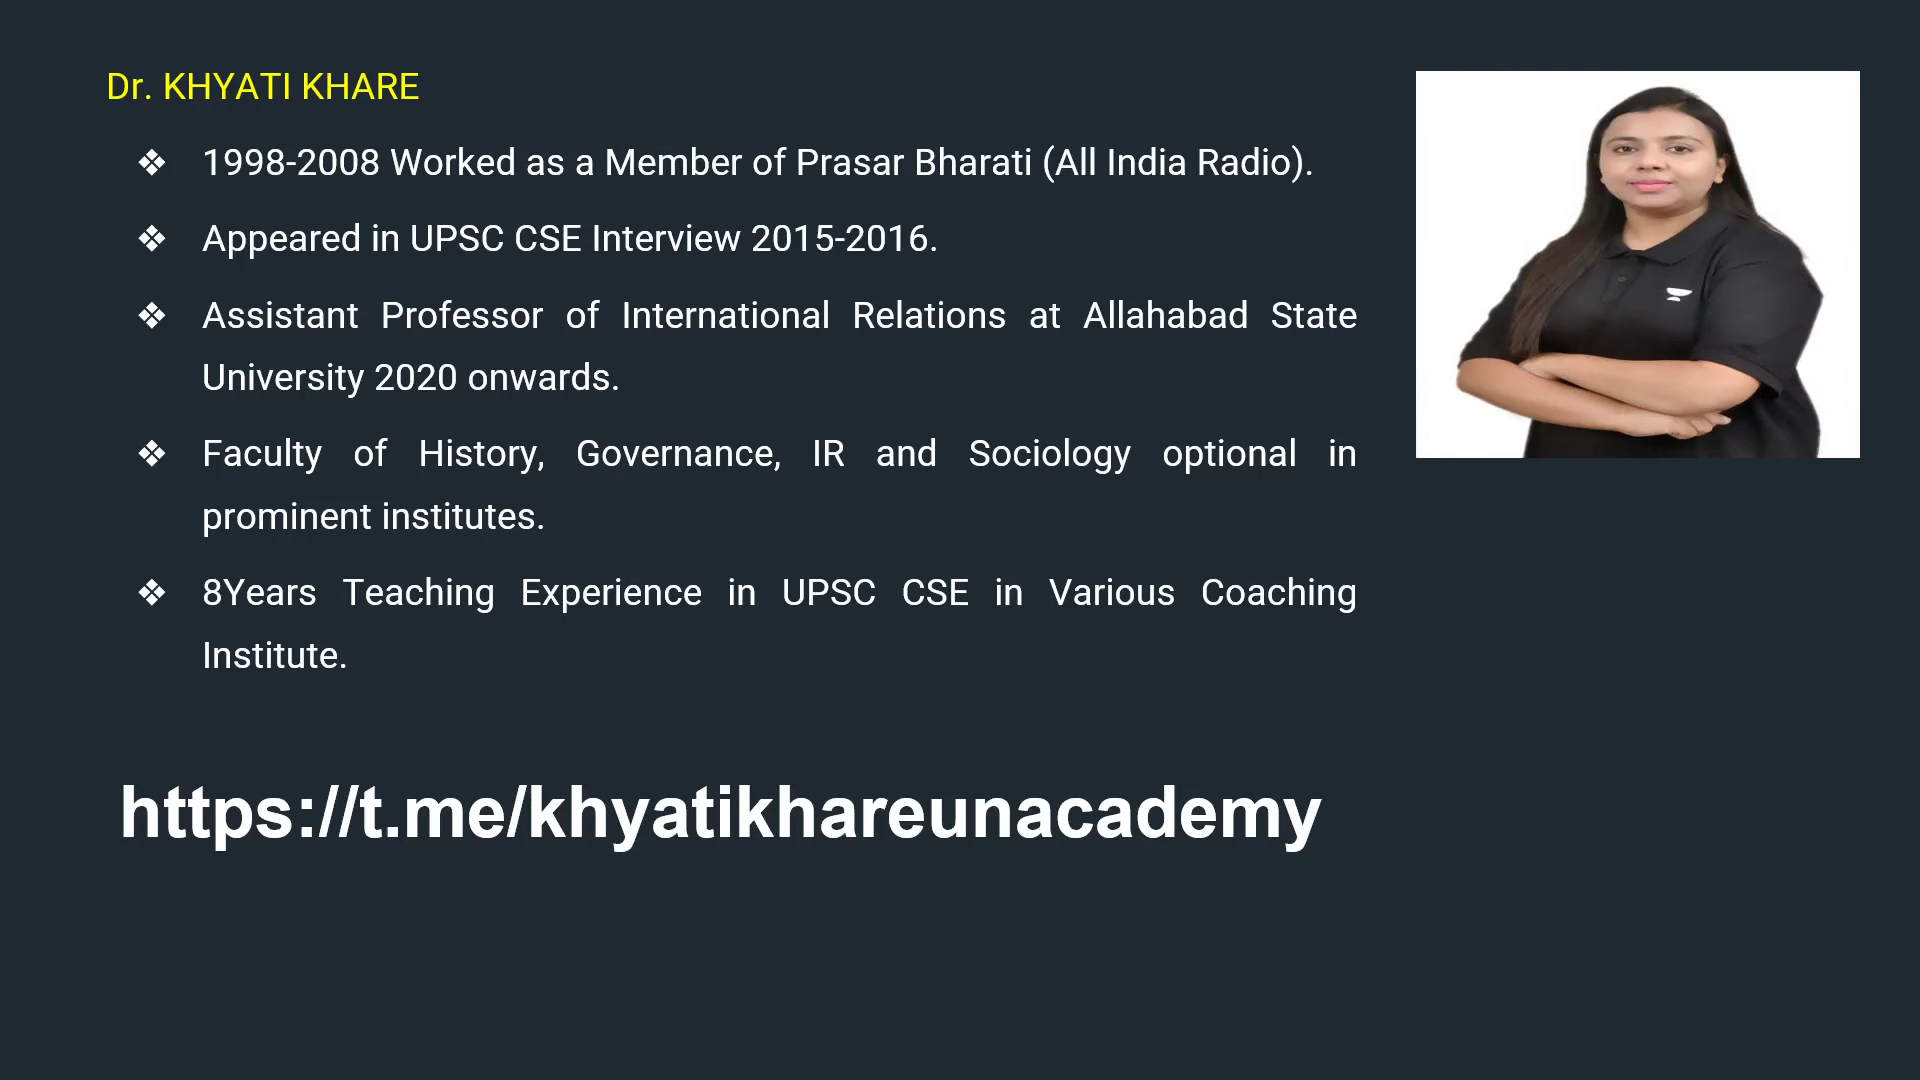 Dr. KHYATI KHARE
❖ 1998-2008 Worked as a Member of Prasar Bharati (All India Radio).
❖ Appeared in UPSC CSE Interview 2015-2016.
❖ Assistant Professor of International Relations at Allahabad State
University 2020 onwards.
❖ Faculty of History, Governance, IR and Sociology optional in
prominent institutes.
❖ 8Years Teaching Experience in UPSC CSE in Various Coaching
Institute.
https://t.me/khyatikhareunacademy